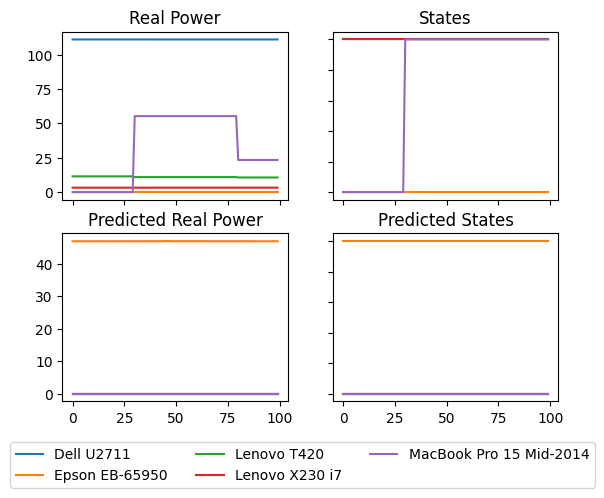 Real Power
States
100
75
50
25
0
Predicted Real Power
Predicted States
40
30
20
10
0
0 25 50 75 100
0 25 50 75 100
Dell U2711 Lenovo T420 MacBook Pro 15 Mid-2014
Epson EB-65950 Lenovo X230 i7